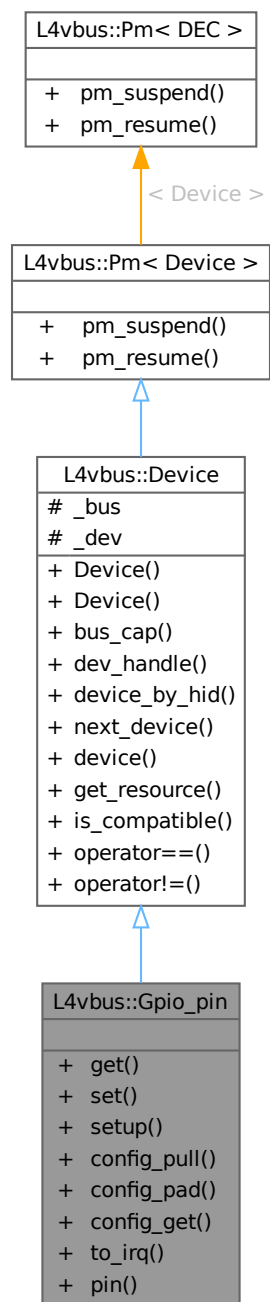 L4vbus::Pm< DEC >
+ pm_suspend()
+ pm_resume()
< Device >
L4vbus::Pm< Device >
+ pm_suspend()
+ pm_resume()
L4vbus::Device
# _bus
# _dev
+ Device()
+ Device()
+ bus_cap()
+ dev_handle()
+ device_by_hid()
+ next_device()
+ device()
+ get_resource()
+ is_compatible()
+ operator==()
+ operator!=()
L4vbus::Gpio_pin
+ get()
+ set()
+ setup()
+ config_pull()
+ config_pad()
+ config_get()
+ to_irq()
+ pin()